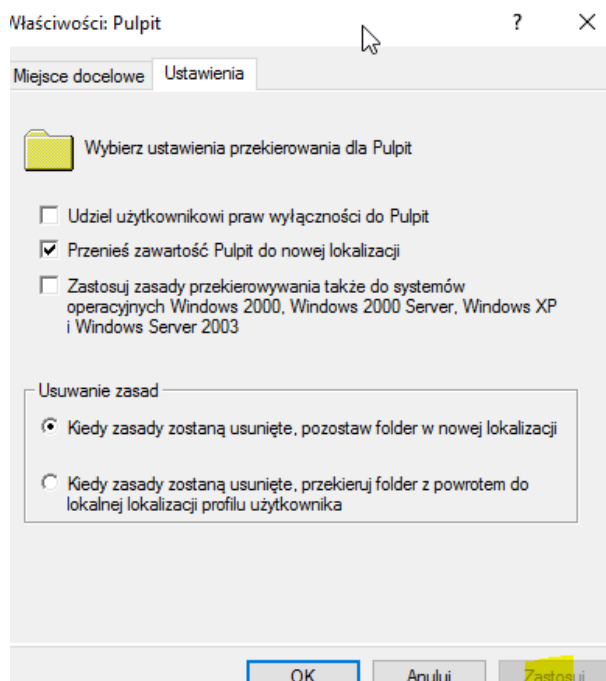 Właściwości: Pulpit ? ×
Miejsce docelowe Ustawienia
Wybierz ustawienia przekierowania dla Pulpit
Udziel użytkownikowi praw wyłączności do Pulpit
Przenieś zawartość Pulpit do nowej lokalizacji
Zastosuj zasady przekierowywania także do systemów
operacyjnych Windows 2000, Windows 2000 Server, Windows XP
i Windows Server 2003
Usuwanie zasad
Kiedy zasady zostaną usunięte, pozostaw folder w nowej lokalizacji
Kiedy zasady zostaną usunięte, przekieruj folder z powrotem do
lokalnej lokalizacji profilu użytkownika
OK Anuluj Zastosuj